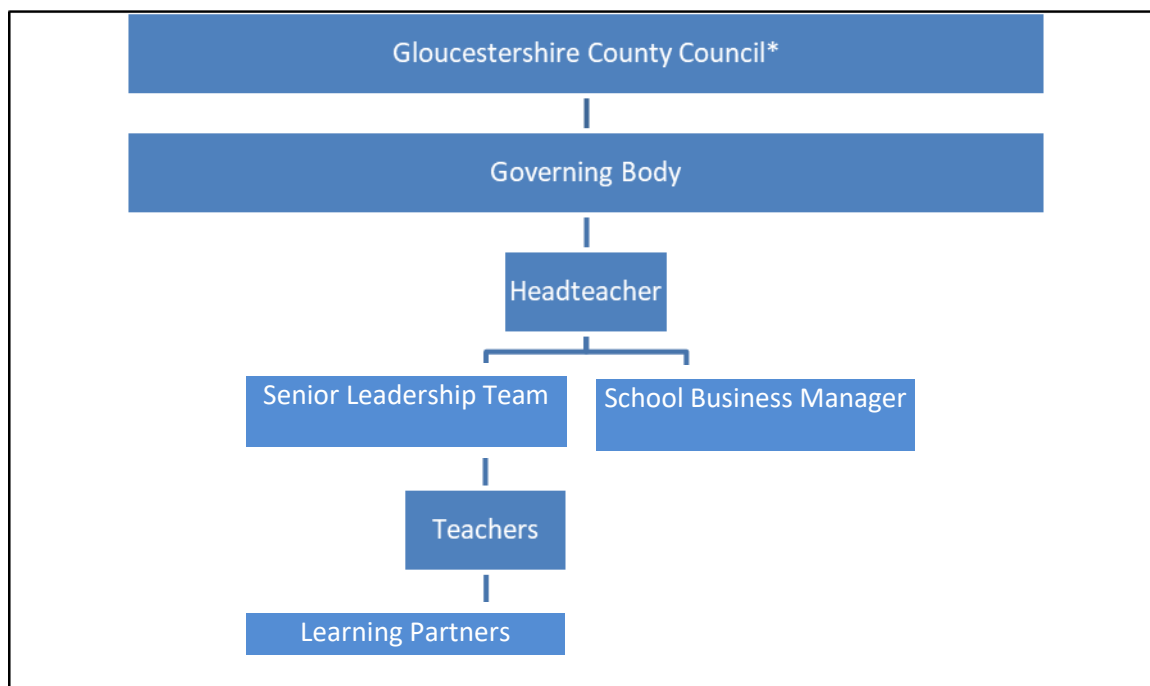 Gloucestershire County Council*
Governing Body
Headteacher
Senior Leadership Team
School Business Manager
Teachers
Learning Partners